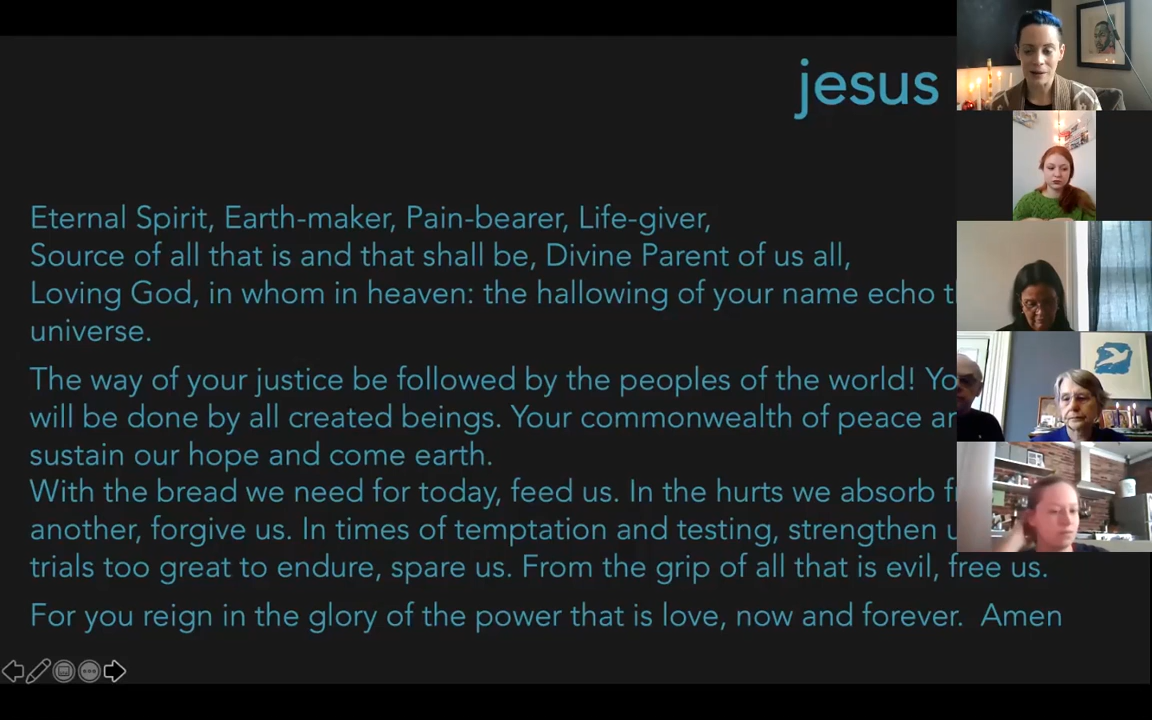 jesus
Eternal Spirit, Earth-maker, Pain-bearer, Life-giver,
Source of all that is and that shall be, Divine Parent of us all,
Loving God, in whom in heaven: the hallowing of your name echo
universe.
The way of your justice be followed by the peoples of the world!
will be done by all created beings. Your commonwealth of peace
sustain our hope and come earth.
With the bread we need for today, feed us. In the hurts we absorb
another, forgive us. In times of temptation and testing, strengthen
trials too great to endure, spare us. From the grip of all that is evil, free us.
For you reign in the glory of the power that is love, now and forever. Amen